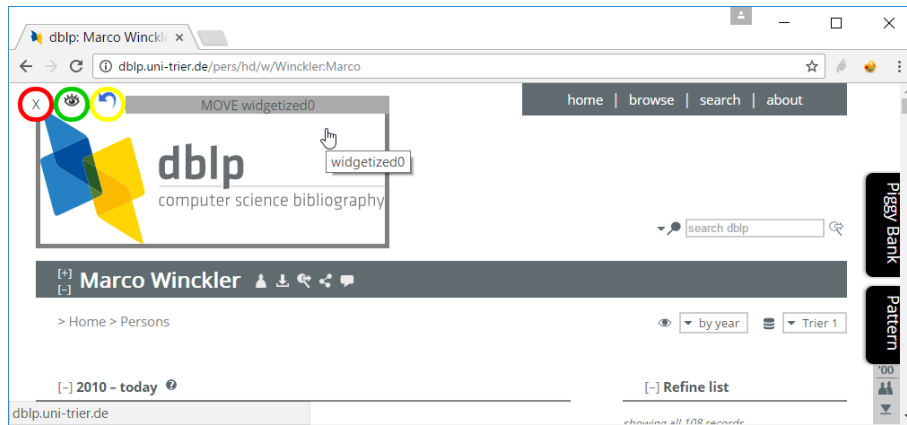 dblp: Marco Winckle
dblp.uni-trier.de/pers/hd/w/Winckler:Marco
X
MOVE widgetized0
home | browse | search | about
dblp
computer science bibliography
widgetized0
search dblp
Piggy Bank
[+]
[-]
Marco Winckler
> Home > Persons
by year
Trier 1
Pattern
[−] 2010 – today ?
[−] Refine list
'00
dblp.uni-trier.de
showing all 108 records